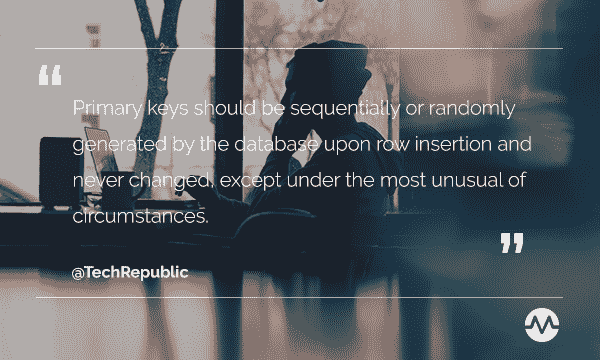 “
Primary keys should be sequentially or randomly
generated by the database upon row insertion and
never changed, except under the most unusual of
circumstances.
”
@TechRepublic